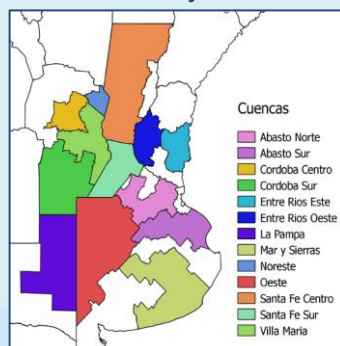 Cuencas
Abasto Norte
Abasto Sur
Cordoba Centro
Cordoba Sur
Entre Rios Este
Entre Rios Oeste
La Pampa
Mar y Sierras
Noreste
Oeste
Santa Fe Centro
Santa Fe Sur
Villa Maria